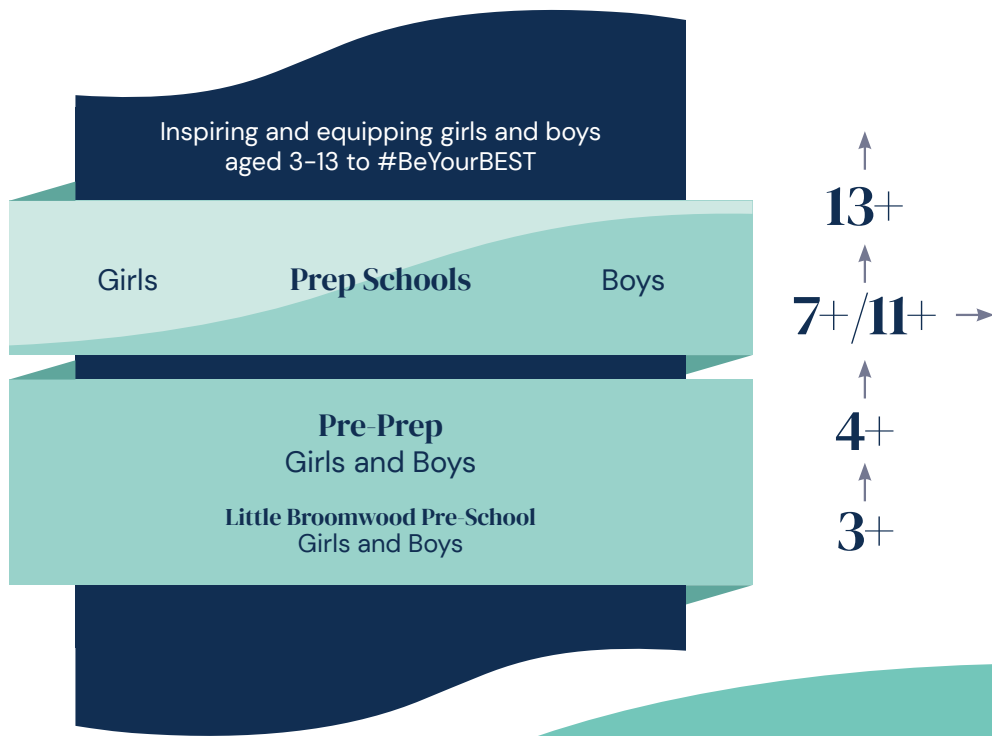 Inspiring and equipping girls and boys
aged 3-13 to #BeYourBEST
Girls
Prep Schools
Boys
Pre-Prep
Girls and Boys
Little Broomwood Pre-School
Girls and Boys
13+
7+/11+
4+
3+